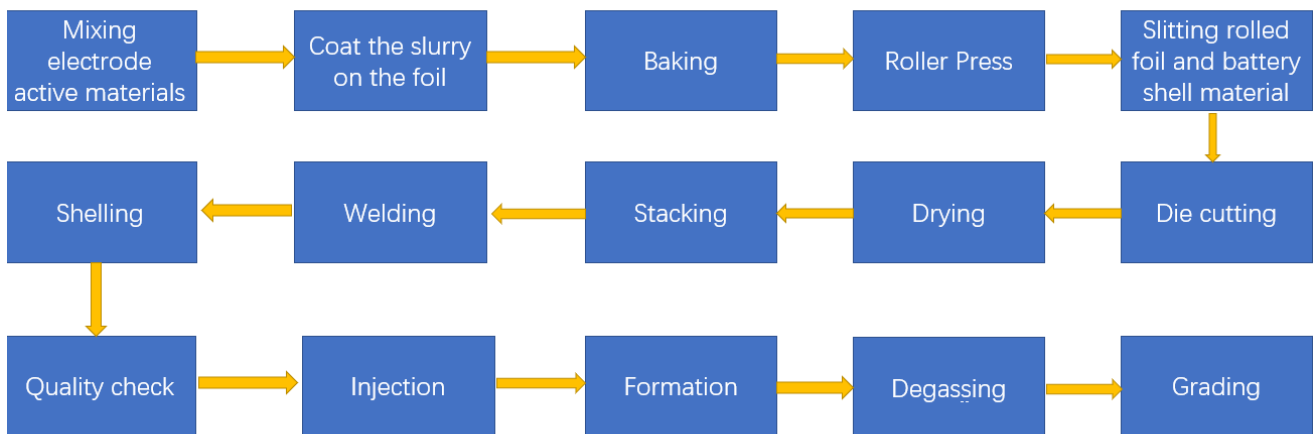 Mixing
electrode
active materials
Coat the slurry
on the foil
Baking
Roller Press
Slitting rolled
foil and battery
shell material
Die cutting
Drying
Stacking
Welding
Shelling
Quality check
Injection
Formation
Degassing
Grading